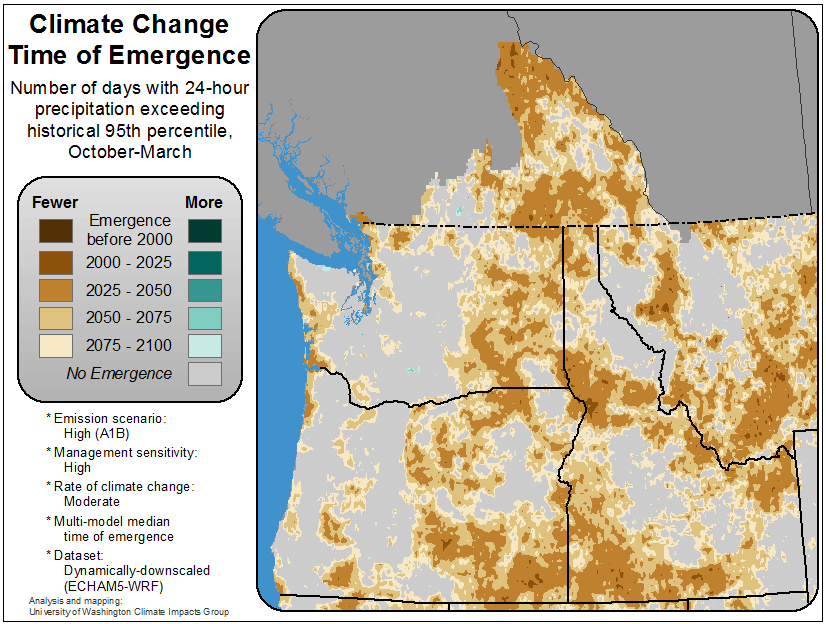 Climate Change
Time of Emergence
Number of days with 24-hour
precipitation exceeding
historical 95th percentile,
October-March
Fewer More
Emergence
before 2000
2000 - 2025
2025 - 2050
2050 - 2075
2075 - 2100
No Emergence
* Emission scenario:
High (A1B)
* Management sensitivity:
High
* Rate of climate change:
Moderate
* Multi-model median
time of emergence
* Dataset:
Dynamically-downscaled
(ECHAM5-WRF)
Analysis and mapping:
University of Washington Climate Impacts Group